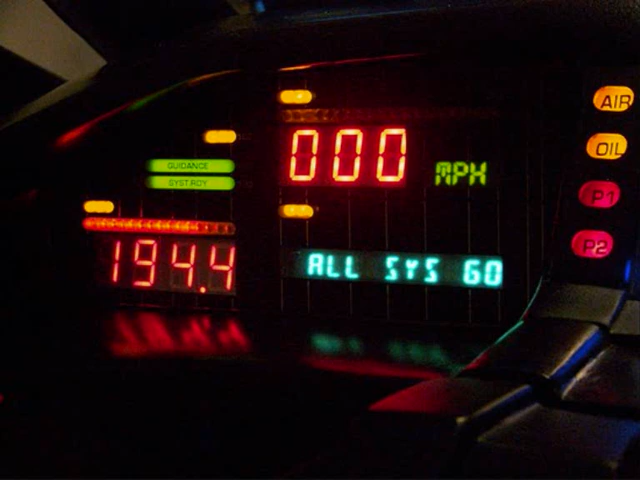 000 MPH
GUIDANCE
SYST.RDY
194.4
ALL SYS GO
AIR
OIL
P1
P2